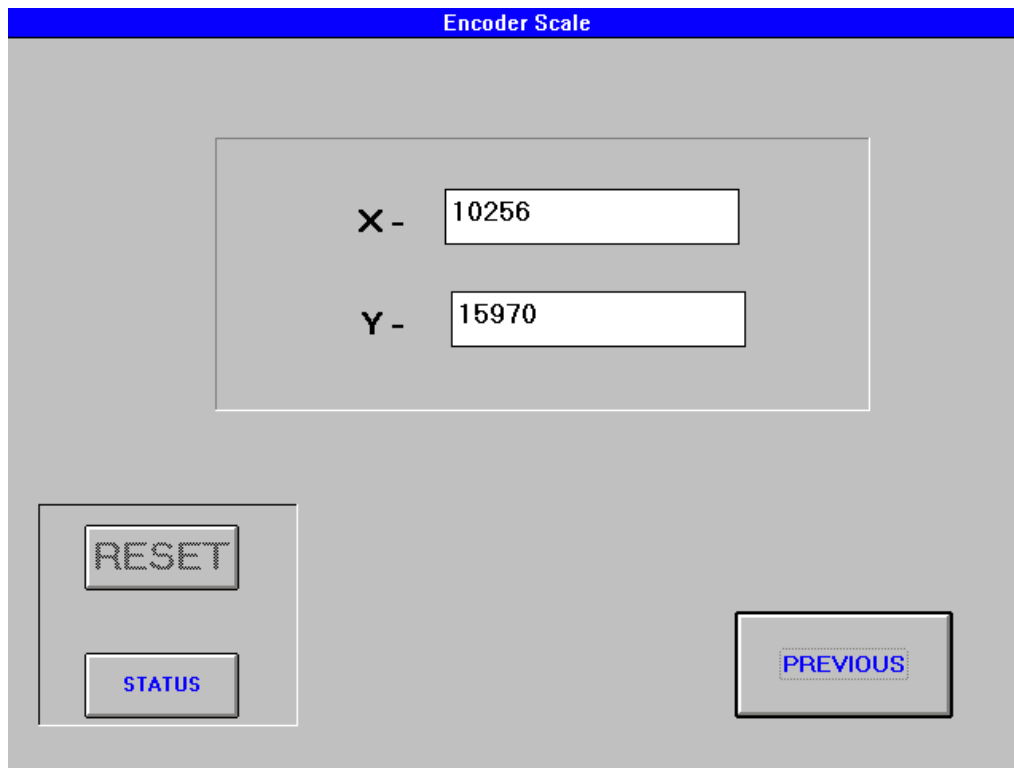 Encoder Scale
X - 10256
Y - 15970
RESET
STATUS
PREVIOUS